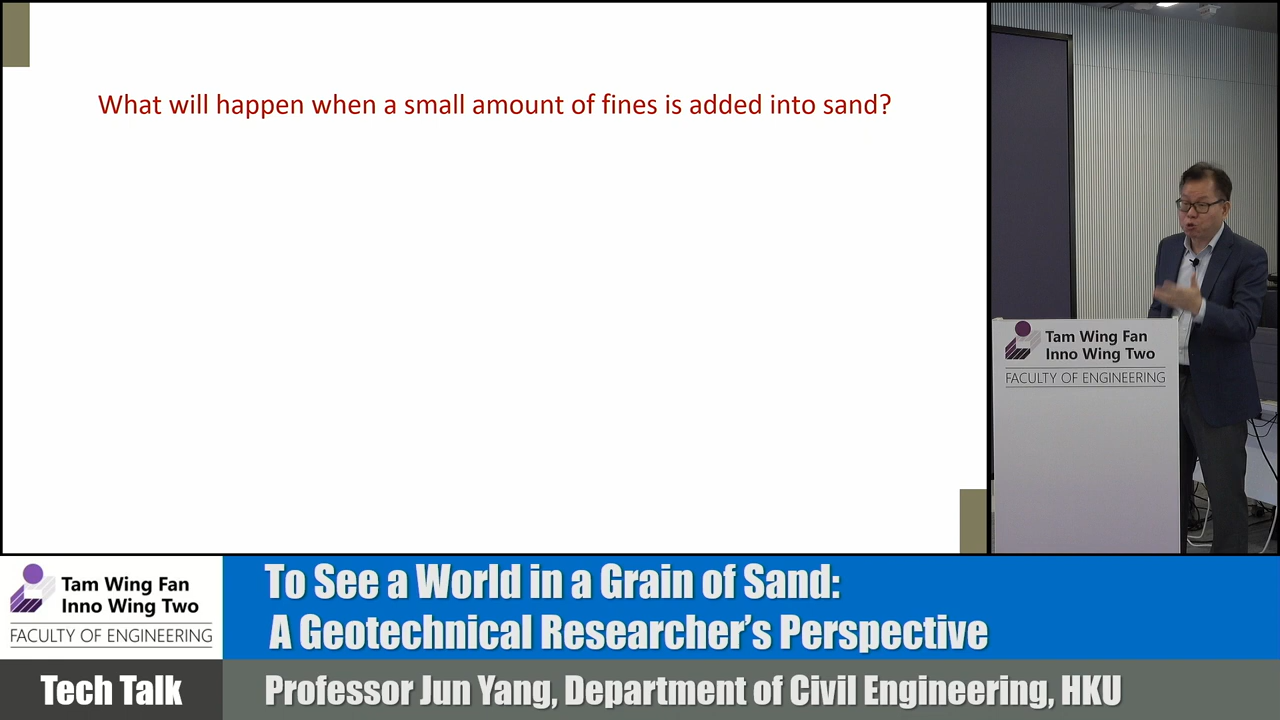 What will happen when a small amount of fines is added into sand?
Tam Wing Fan
Inno Wing Two
FACULTY OF ENGINEERING
Tam Wing Fan
Inno Wing Two
FACULTY OF ENGINEERING
To See a World in a Grain of Sand:
A Geotechnical Researcher's Perspective
Tech Talk
Professor Jun Yang, Department of Civil Engineering, HKU